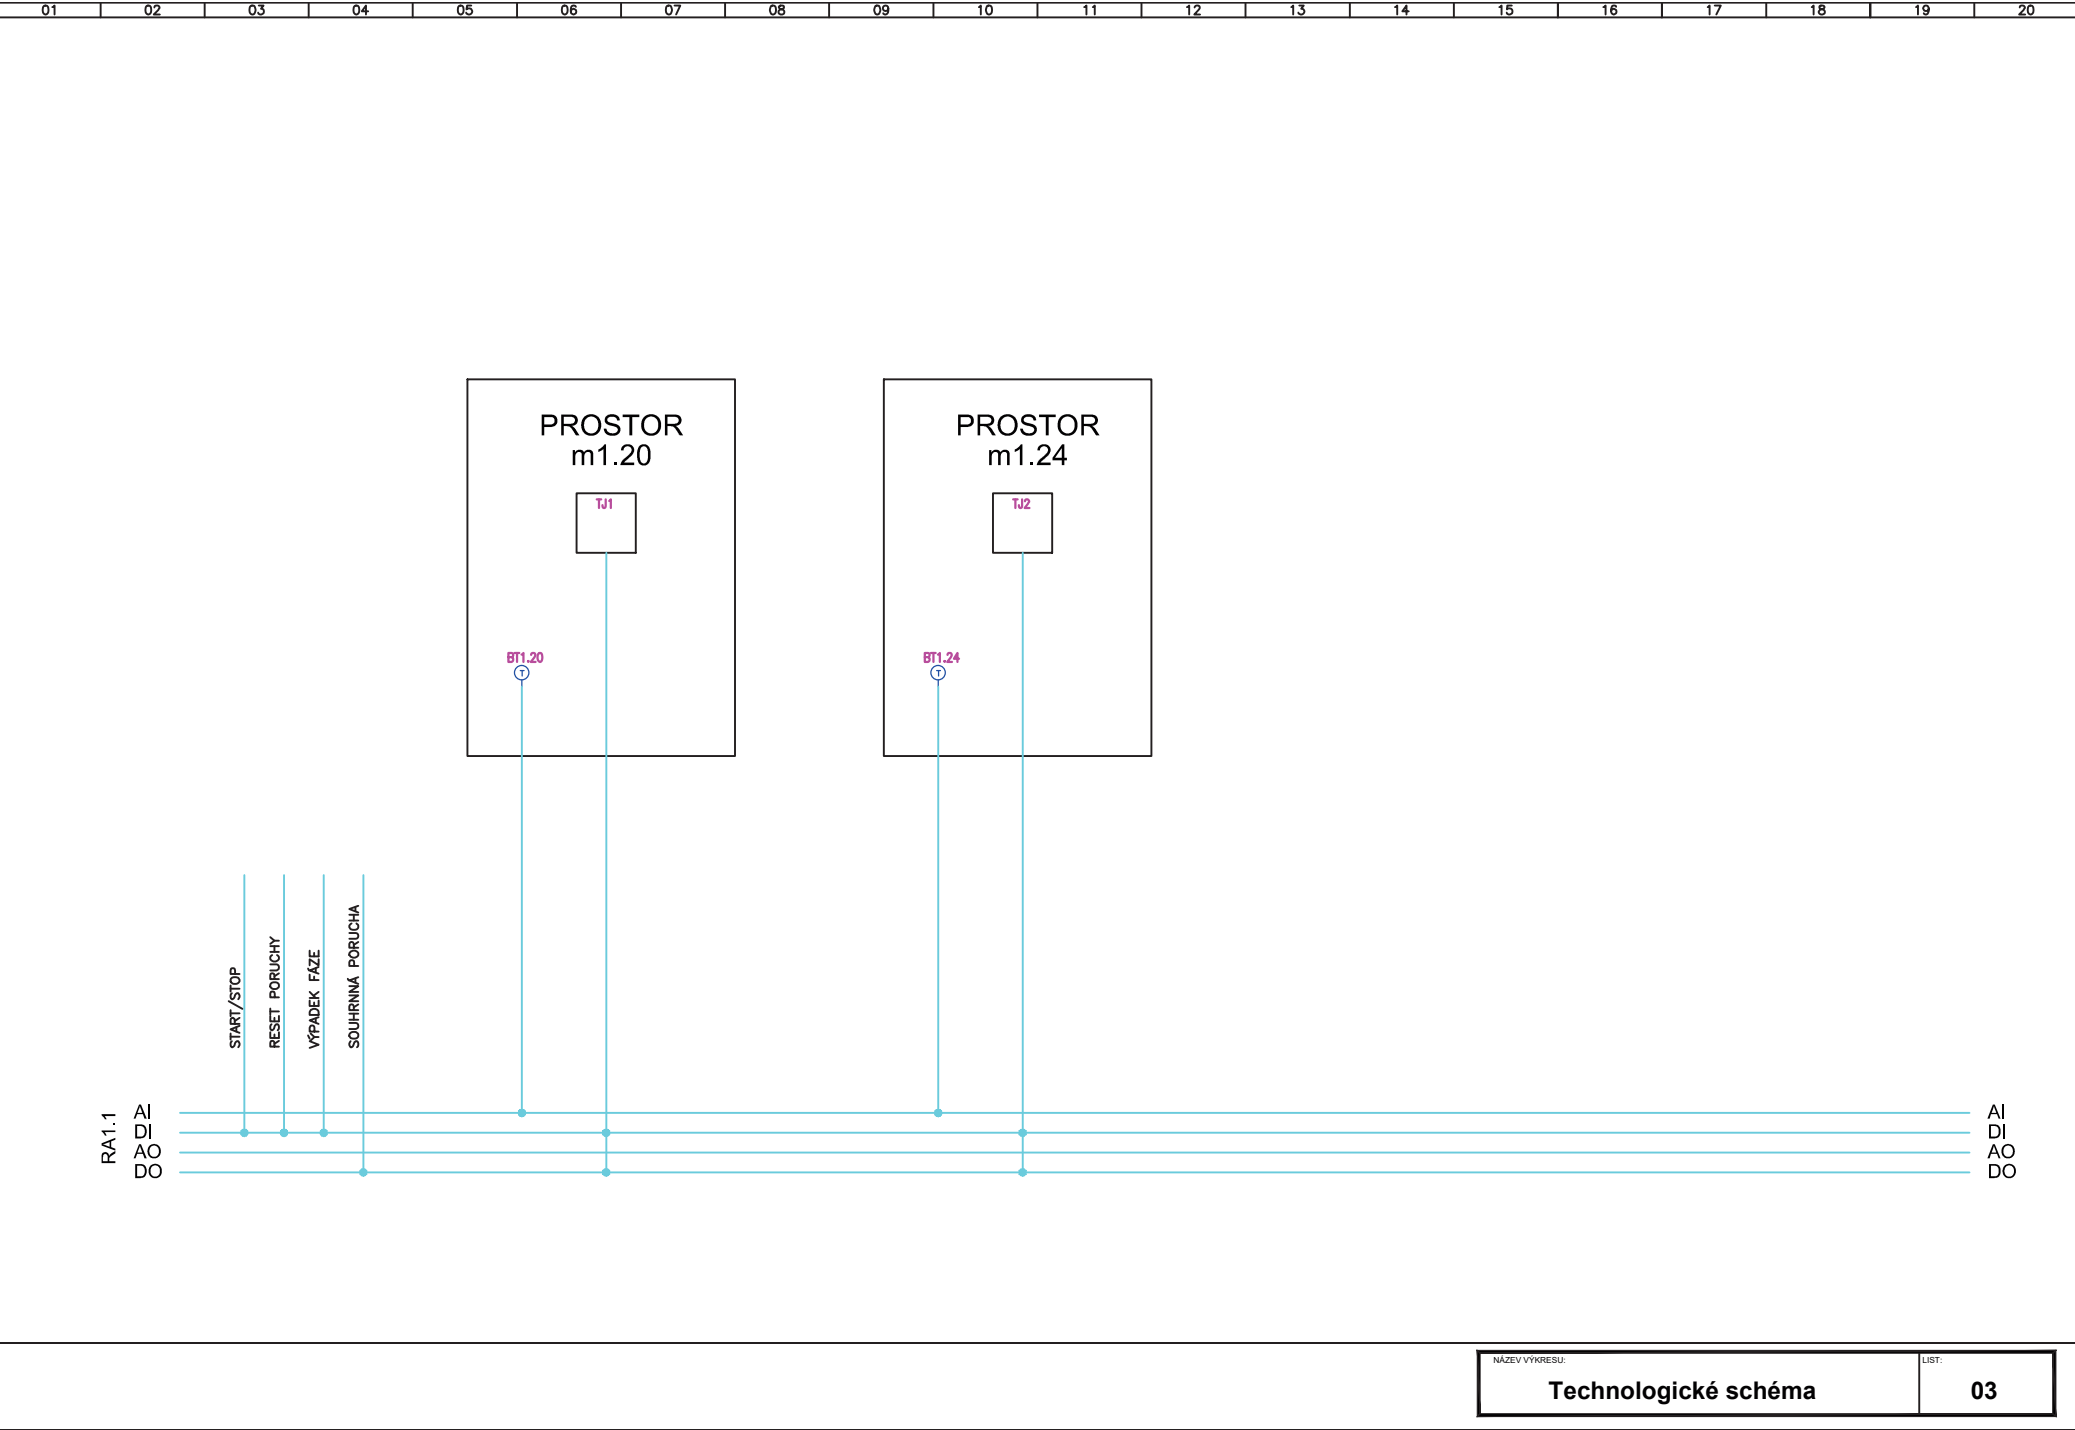 01 02 03 04 05 06 07 08 09 10 11 12 13 14 15 16 17 18 19 20
PROSTOR
m1.20
TJ1
BT1.20
T
PROSTOR
m1.24
TJ2
BT1.24
T
START/STOP
RESET PORUCHY
VÝPADEK FÁZE
SOUHRNNÁ PORUCHA
RA1.1
AI
DI
AO
DO
AI
DI
AO
DO
NÁZEV VÝKRESU:
Technologické schéma
LIST:
03